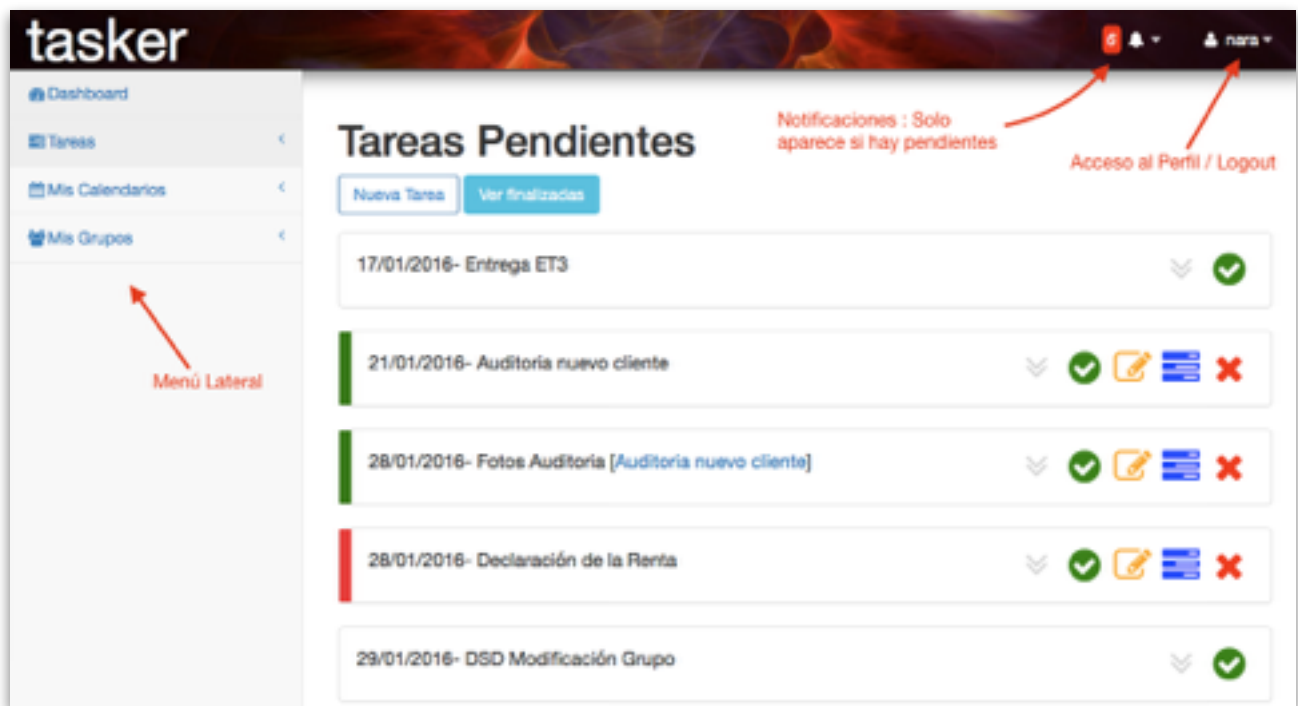 tasker
6
nara
Dashboard
Tareas
Mis Calendarios
Mis Grupos
Menú Lateral
Notificaciones : Solo
aparece si hay pendientes
Acceso al Perfil / Logout
Tareas Pendientes
Nueva Tarea
Ver finalizadas
17/01/2016- Entrega ET3
21/01/2016- Auditoria nuevo cliente
28/01/2016- Fotos Auditoria [Auditoria nuevo cliente]
28/01/2016- Declaración de la Renta
29/01/2016- DSD Modificación Grupo